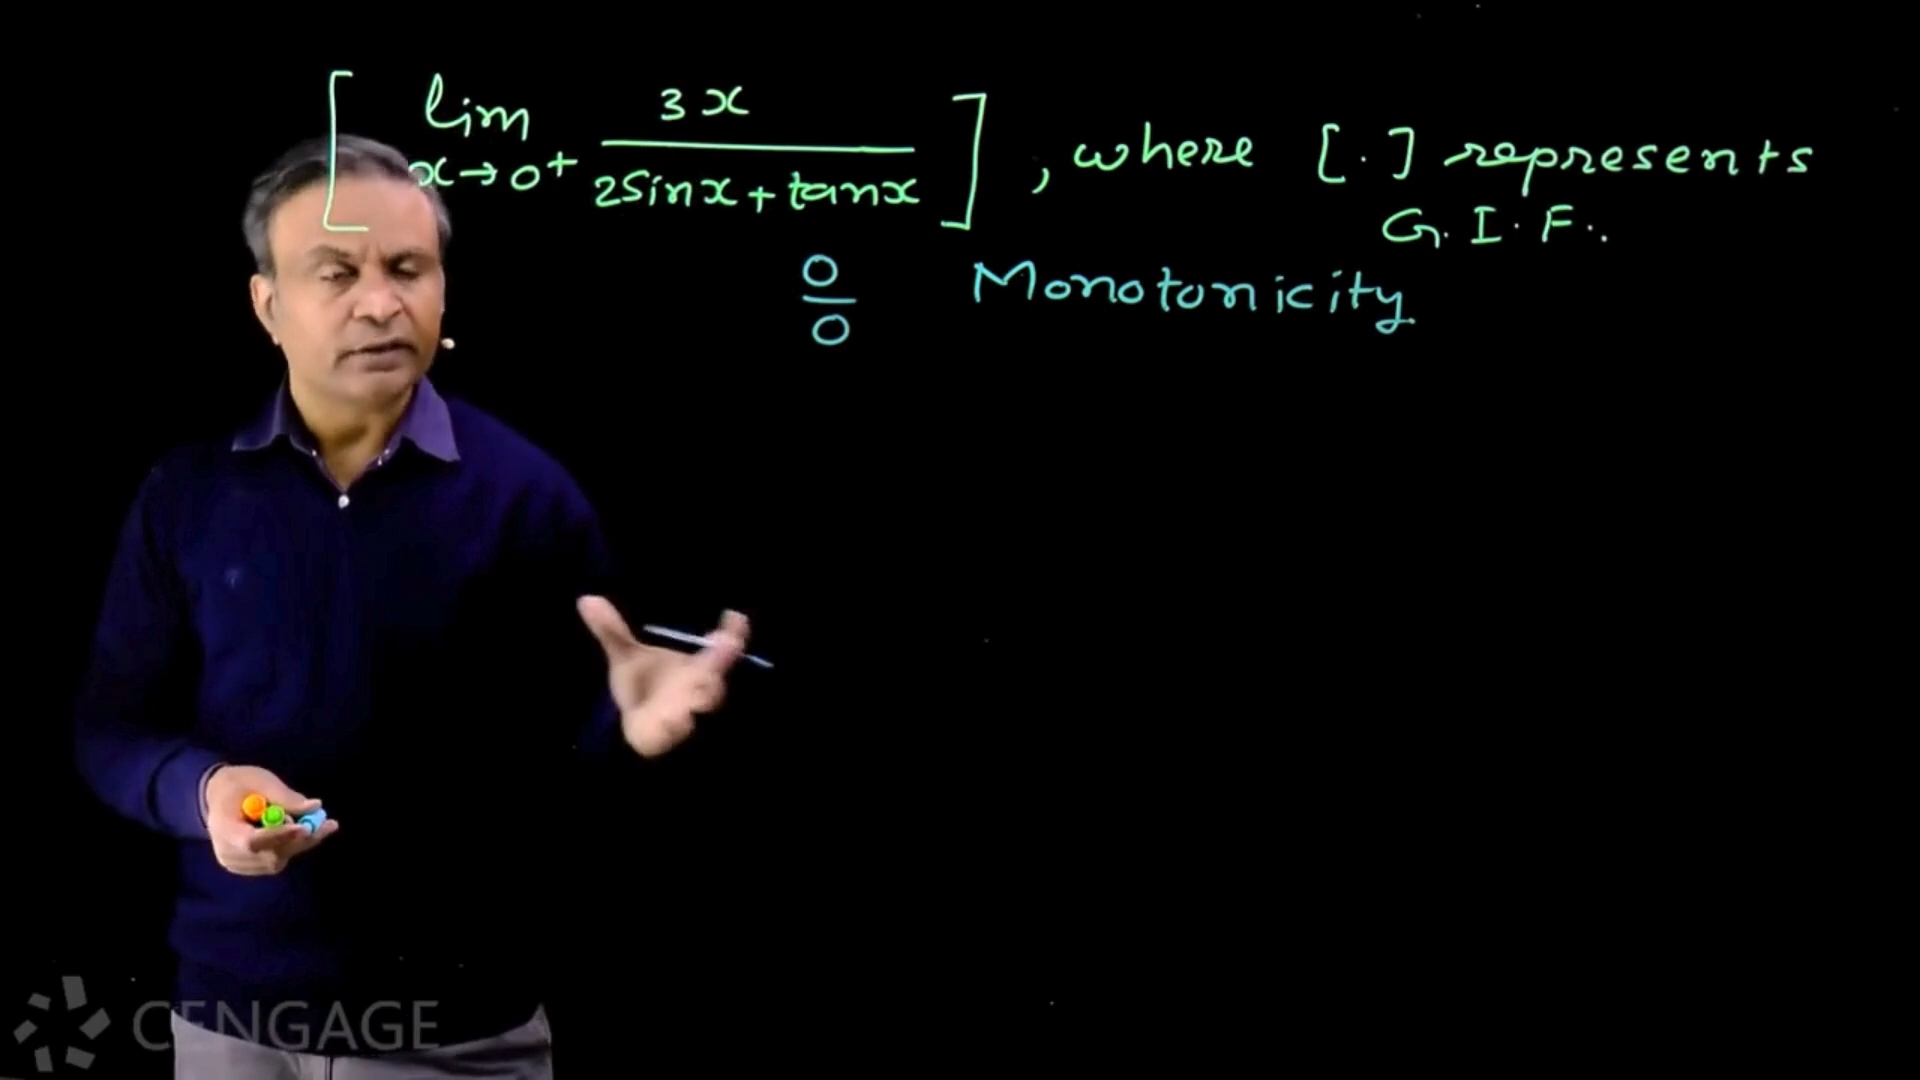 [ lim x→0+ 3x / (2sinx + tanx) ], where [.] represents
G.I.F..
0/0 Monotonicity
CENGAGE